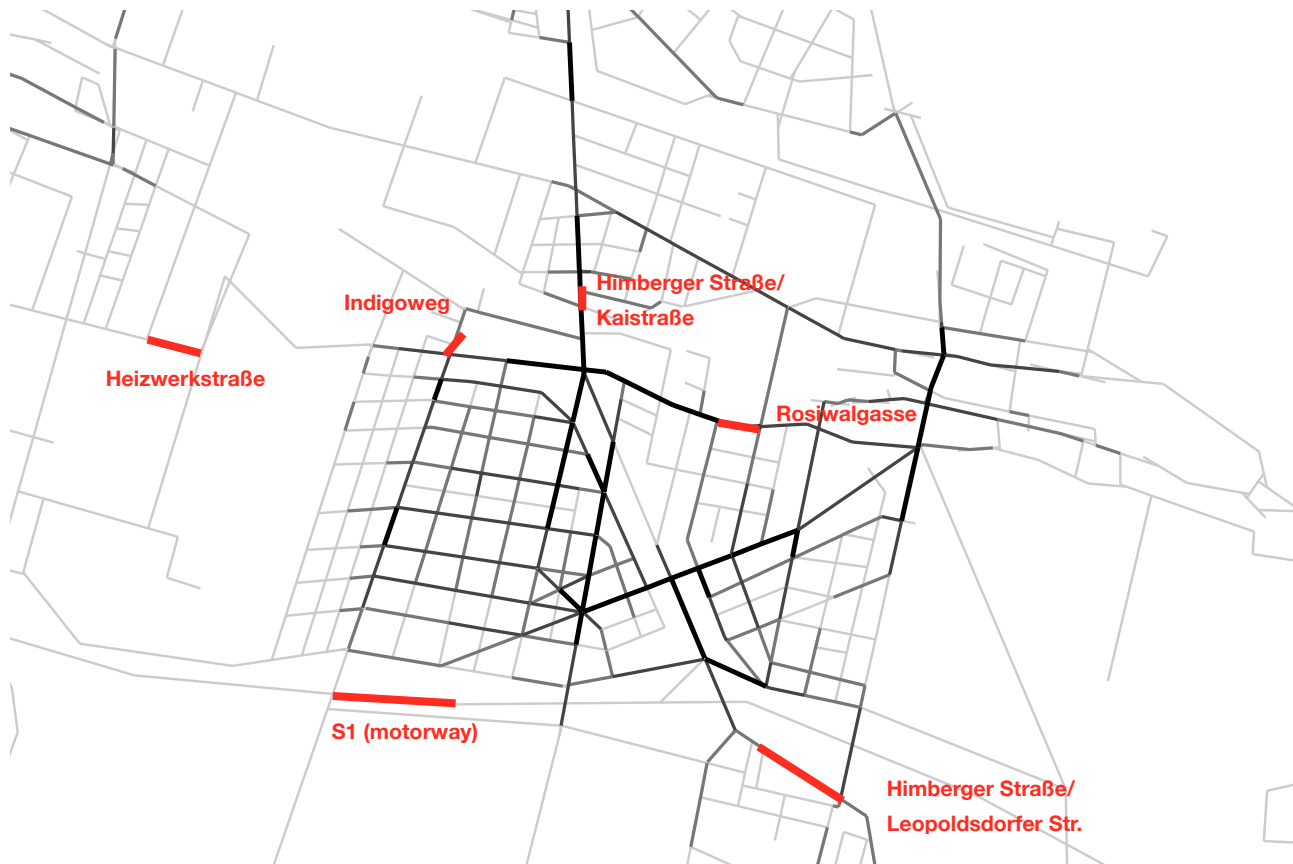 Himberger Straße/
Kaistraße
Indigoweg
Heizwerkstraße
Rosiwalgasse
S1 (motorway)
Himberger Straße/
Leopoldsdorfer Str.